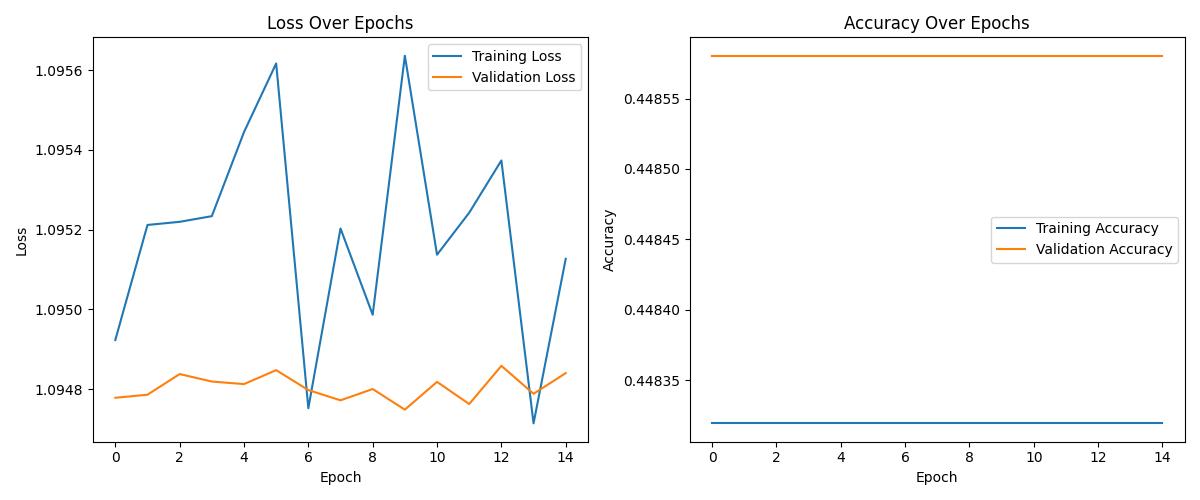 Loss Over Epochs
Training Loss
Validation Loss
1.0956
1.0954
1.0952
1.0950
1.0948
Loss
0 2 4 6 8 10 12 14
Epoch
Accuracy Over Epochs
0.44855
0.44850
0.44845
0.44840
0.44835
Accuracy
Training Accuracy
Validation Accuracy
0 2 4 6 8 10 12 14
Epoch